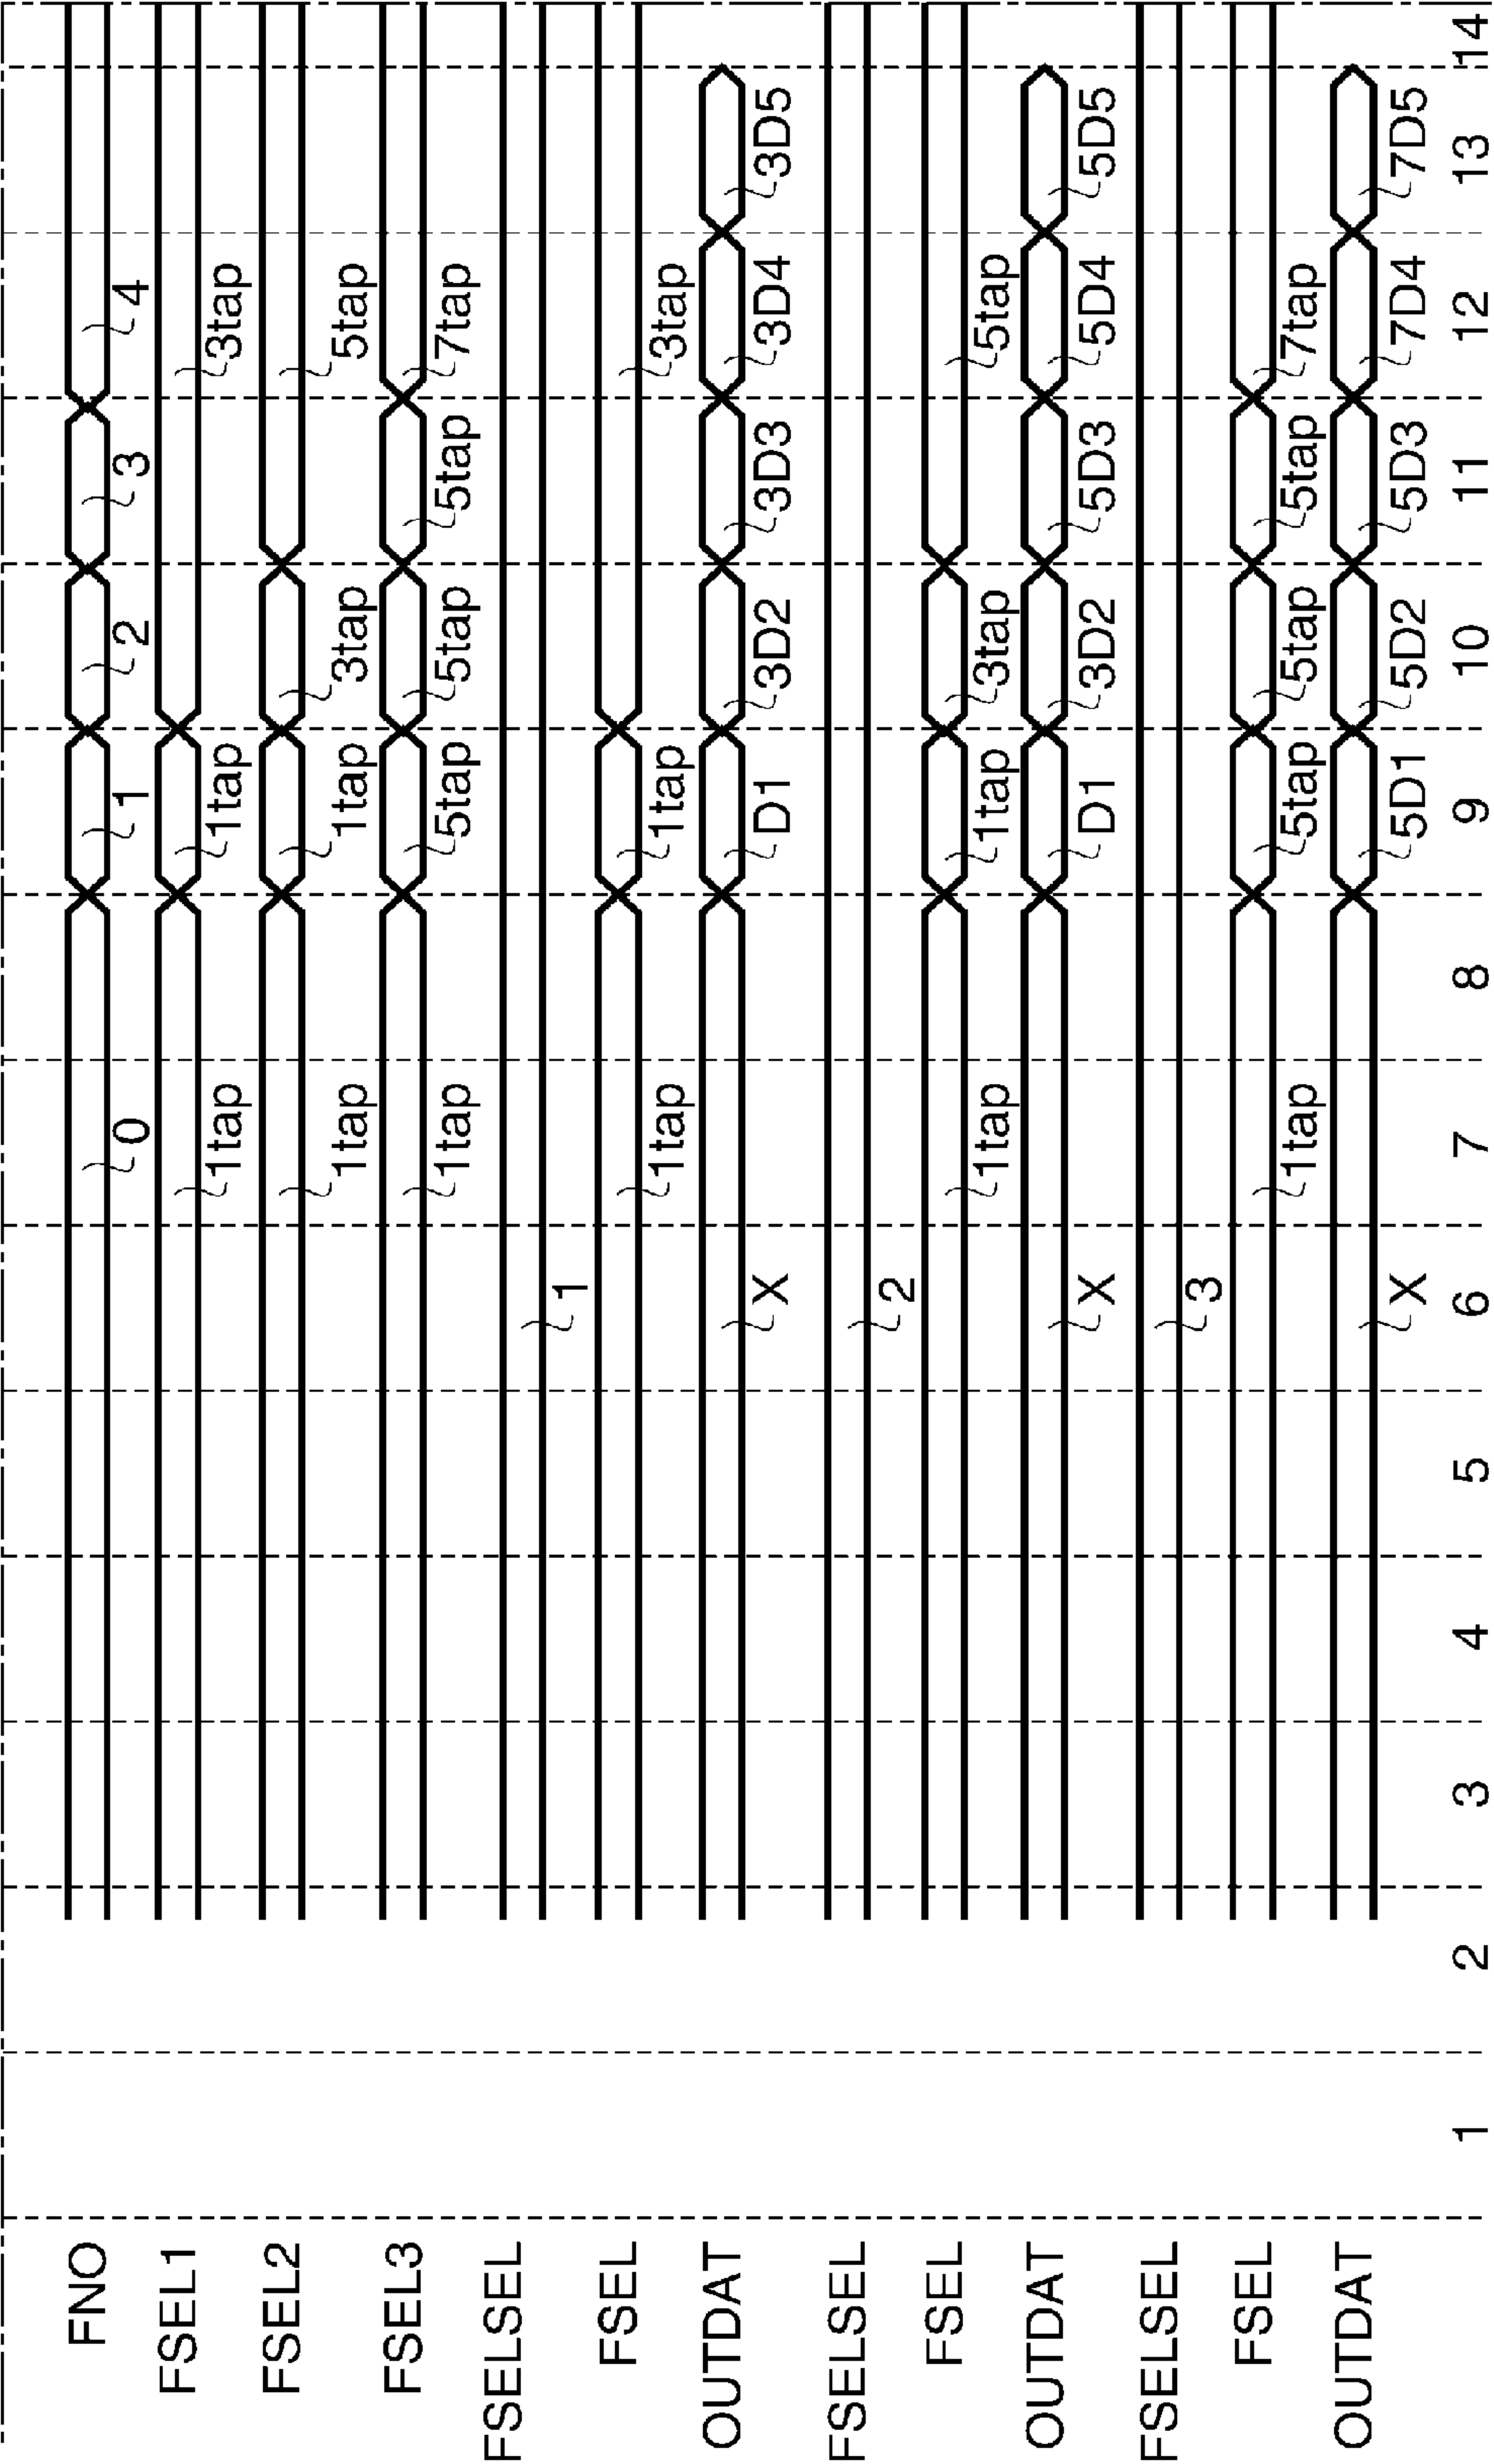 FNO 0 1 2 3 4
FSEL1 1tap 1tap 3tap
FSEL2 1tap 1tap 3tap 5tap
FSEL3 1tap 5tap 5tap 5tap 7tap
FSELSEL 1
FSEL 1tap 1tap 3tap
OUTDAT X D1 3D2 3D3 3D4 3D5
FSELSEL 2
FSEL 1tap 1tap 3tap 5tap
OUTDAT X D1 3D2 5D3 5D4 5D5
FSELSEL 3
FSEL 1tap 5tap 5tap 5tap 7tap
OUTDAT X 5D1 5D2 5D3 7D4 7D5
1 2 3 4 5 6 7 8 9 10 11 12 13 14